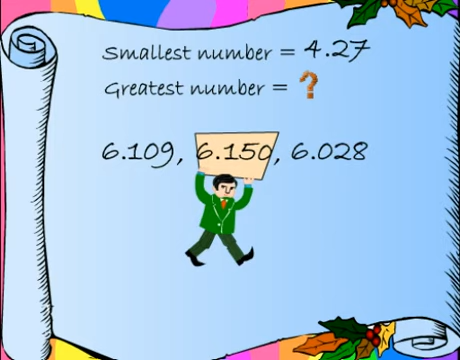 Smallest number = 4.27
Greatest number = ?
6.109, 6.150, 6.028